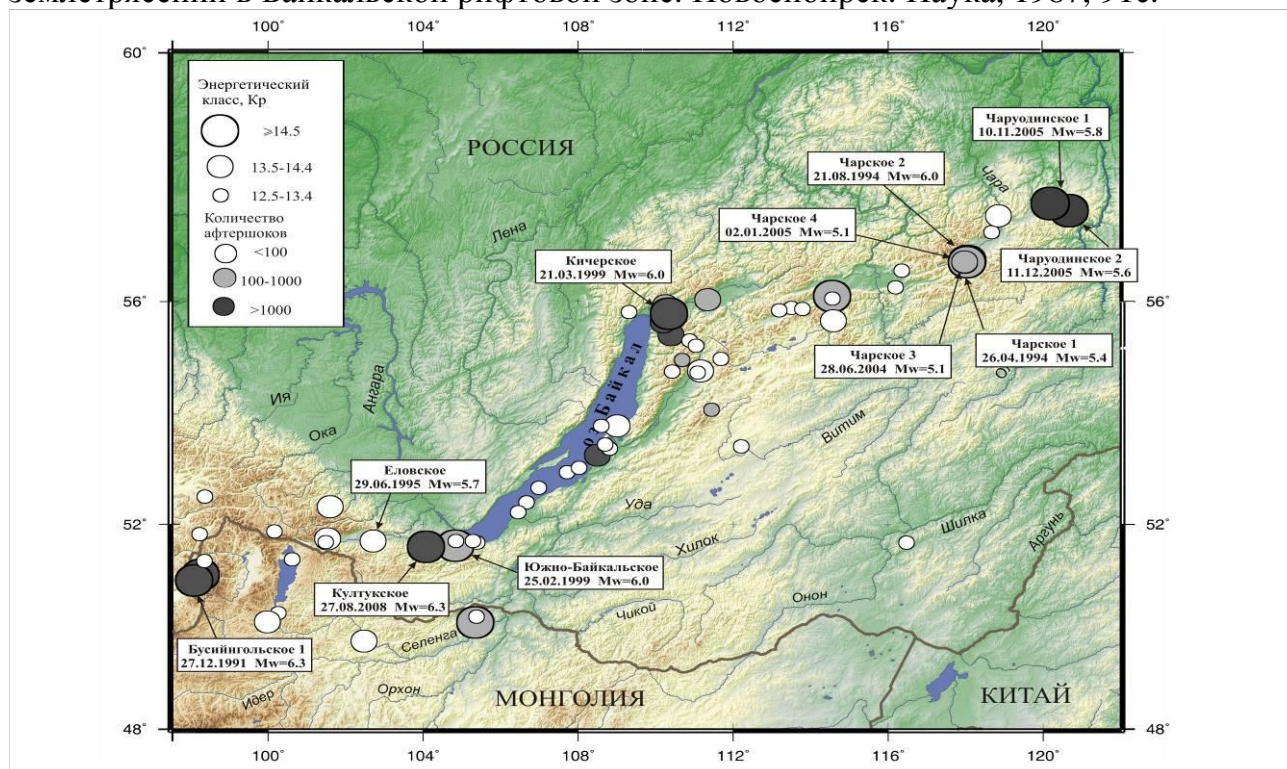 землетрясений в Байкальской рифтовой зоне. Новосибирск: Наука, 1987, 91с.
100° 104° 108° 112° 116° 120°
60°
Энергетический
класс, Кр
⩾14.5
13.5-14.4
12.5-13.4
Количество
афтершоков
<100
100-1000
>1000
РОССИЯ
Чаруодинское 1
10.11.2005 Mw=5.8
Чарское 2
21.08.1994 Mw=6.0
Чара
Чарское 4
02.01.2005 Mw=5.1
Лена
Кичерское
21.03.1999 Mw=6.0
Чаруодинское 2
11.12.2005 Mw=5.6
56° 56°
Чарское 1
26.04.1994 Mw=5.4
Чарское 3
28.06.2004 Mw=5.1
оз Байкал
Ия
Ангара
Ока
Витим
Еловское
29.06.1995 Mw=5.7
Уда
52° 52°
Шилка
Аргунь
Хилок
Южно-Байкальское
25.02.1999 Mw=6.0
Култукское
27.08.2008 Mw=6.3
Онон
Чикой
Селенга
Бусийнгольское 1
27.12.1991 Mw=6.3
Идер
Орхон
МОНГОЛИЯ
КИТАЙ
48° 48°
100° 104° 108° 112° 116° 120°